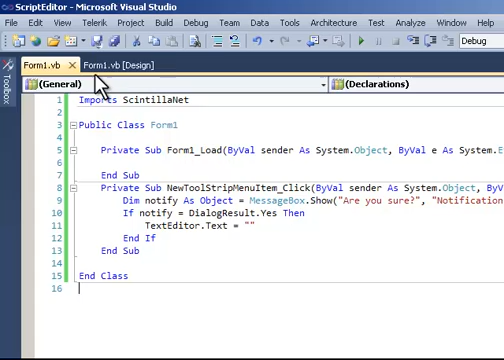 ScriptEditor - Microsoft Visual Studio
File Edit View Telerik Project Build Debug Team Data Tools Architecture Test Analyze Window
Debug
Form1.vb Form1.vb [Design]
Toolbox
(General) (Declarations)
1 Imports ScintillaNet
2
3 Public Class Form1
4
5 Private Sub Form1_Load(ByVal sender As System.Object, ByVal e As System.E
6
7 End Sub
8 Private Sub NewToolStripMenuItem_Click(ByVal sender As System.Object, ByV
9 Dim notify As Object = MessageBox.Show("Are you sure?", "Notification
10 If notify = DialogResult.Yes Then
11 TextEditor.Text = ""
12 End If
13 End Sub
14
15 End Class
16